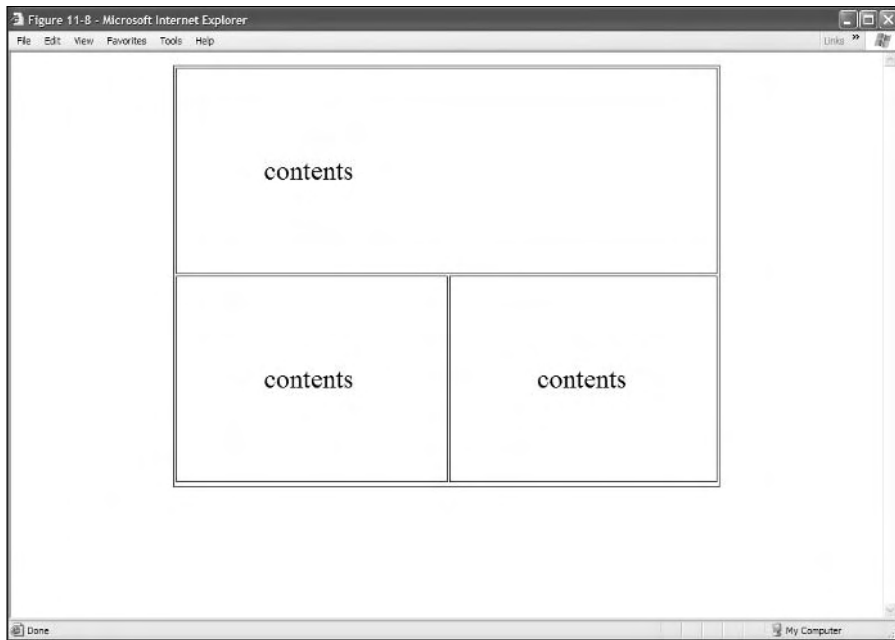 Figure 11-8 - Microsoft Internet Explorer
File Edit View Favorites Tools Help Links »
contents
contents contents
Done My Computer